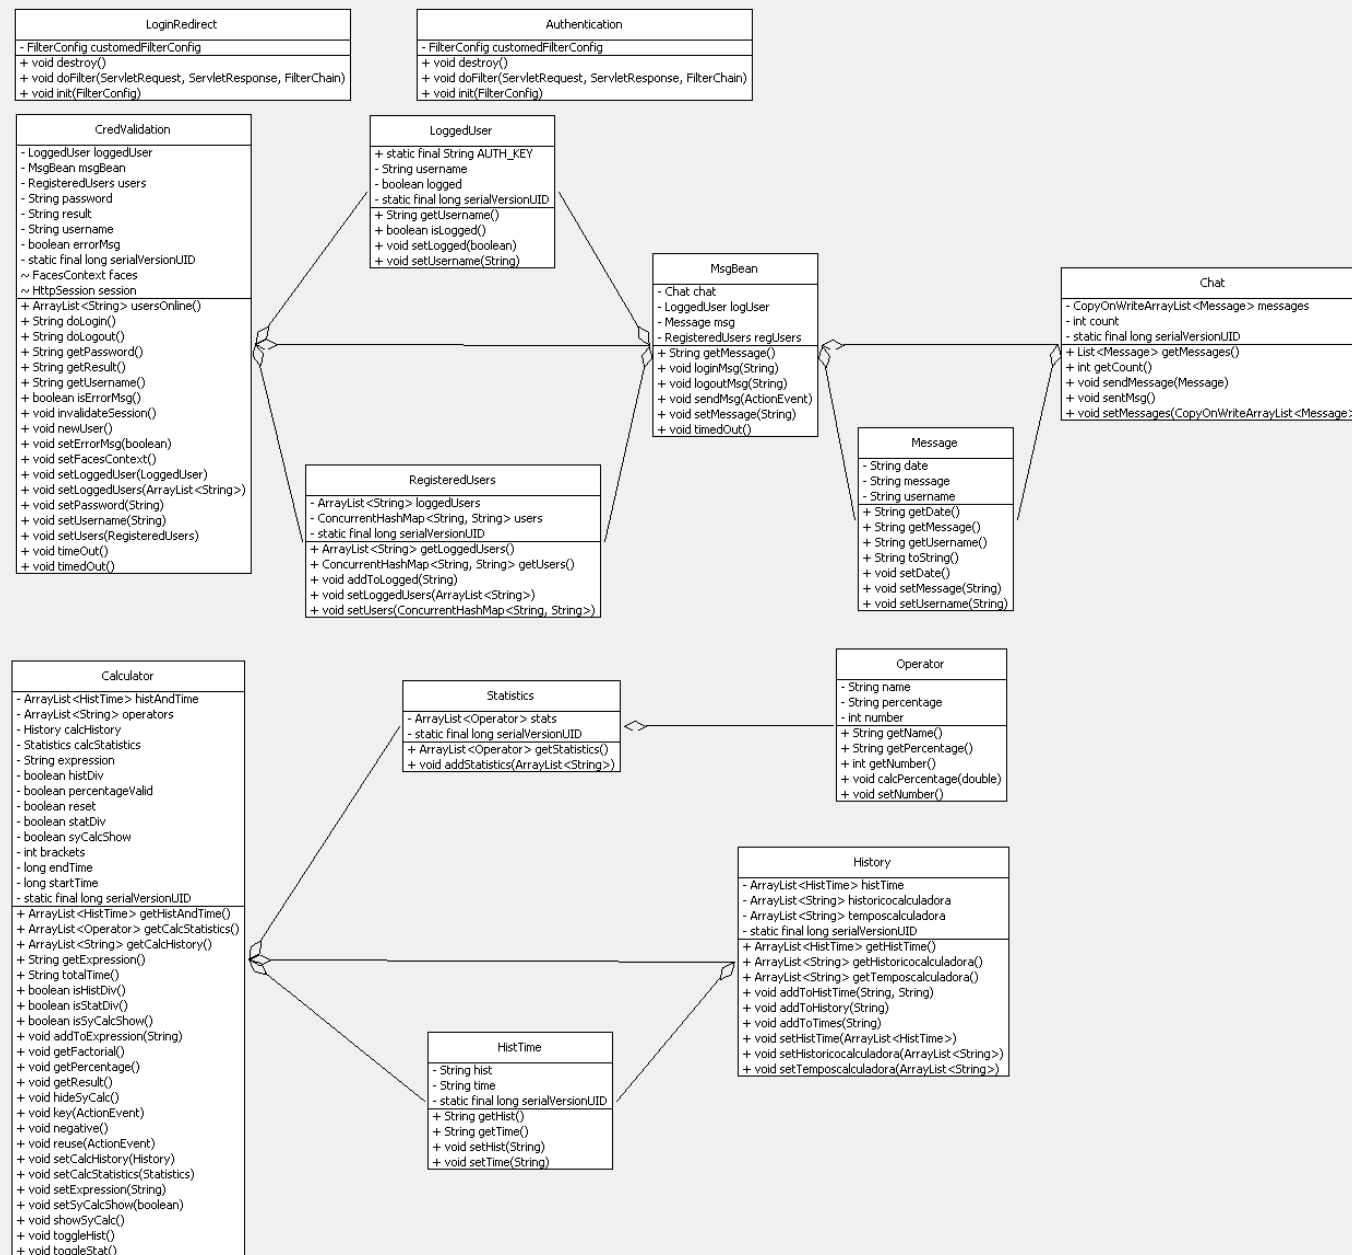 LoginRedirect
- FilterConfig customedFilterConfig
+ void destroy()
+ void doFilter(ServletRequest, ServletResponse, FilterChain)
+ void init(FilterConfig)
Authentication
- FilterConfig customedFilterConfig
+ void destroy()
+ void doFilter(ServletRequest, ServletResponse, FilterChain)
+ void init(FilterConfig)
CredValidation
- LoggedUser loggedUser
- MsgBean msgBean
- RegisteredUsers users
- String password
- String result
- String username
- boolean errorMsg
- static final long serialVersionUID
~ FacesContext faces
~ HttpSession session
+ ArrayList<String> usersOnline()
+ String doLogin()
+ String doLogout()
+ String getPassword()
+ String getResult()
+ String getUsername()
+ boolean isErrorMsg()
+ void invalidateSession()
+ void newUser()
+ void setErrorMsg(boolean)
+ void setFacesContext()
+ void setLoggedUser(LoggedUser)
+ void setLoggedUsers(ArrayList<String>)
+ void setPassword(String)
+ void setUsername(String)
+ void setUsers(RegisteredUsers)
+ void timeOut()
+ void timedOut()
LoggedUser
+ static final String AUTH_KEY
- String username
- boolean logged
- static final long serialVersionUID
+ String getUsername()
+ boolean isLogged()
+ void setLogged(boolean)
+ void setUsername(String)
MsgBean
- Chat chat
- LoggedUser logUser
- Message msg
- RegisteredUsers regUsers
+ String getMessage()
+ void loginMsg(String)
+ void logoutMsg(String)
+ void sendMsg(ActionEvent)
+ void setMessage(String)
+ void timedOut()
Chat
- CopyOnWriteArrayList<Message> messages
- int count
- static final long serialVersionUID
+ List<Message> getMessages()
+ int getCount()
+ void sendMessage(Message)
+ void sentMsg()
+ void setMessages(CopyOnWriteArrayList<Message>
RegisteredUsers
- ArrayList<String> loggedUsers
- ConcurrentHashMap<String, String> users
- static final long serialVersionUID
+ ArrayList<String> getLoggedUsers()
+ ConcurrentHashMap<String, String> getUsers()
+ void addToLogged(String)
+ void setLoggedUsers(ArrayList<String>)
+ void setUsers(ConcurrentHashMap<String, String>)
Message
- String date
- String message
- String username
+ String getDate()
+ String getMessage()
+ String getUsername()
+ String toString()
+ void setDate()
+ void setMessage(String)
+ void setUsername(String)
Calculator
- ArrayList<HistTime> histAndTime
- ArrayList<String> operators
- History calcHistory
- Statistics calcStatistics
- String expression
- boolean histDiv
- boolean percentageValid
- boolean reset
- boolean statDiv
- boolean syCalcShow
- int brackets
- long endTime
- long startTime
- static final long serialVersionUID
+ ArrayList<HistTime> getHistAndTime()
+ ArrayList<Operator> getCalcStatistics()
+ ArrayList<String> getCalcHistory()
+ String getExpression()
+ String totalTime()
+ boolean isHistDiv()
+ boolean isStatDiv()
+ boolean isSyCalcShow()
+ void addToExpression(String)
+ void getFactorial()
+ void getPercentage()
+ void getResult()
+ void hideSyCalc()
+ void key(ActionEvent)
+ void negative()
+ void reuse(ActionEvent)
+ void setCalcHistory(History)
+ void setCalcStatistics(Statistics)
+ void setExpression(String)
+ void setSyCalcShow(boolean)
+ void showSyCalc()
+ void toggleHist()
+ void toggleStat()
Statistics
- ArrayList<Operator> stats
- static final long serialVersionUID
+ ArrayList<Operator> getStatistics()
+ void addStatistics(ArrayList<String>)
Operator
- String name
- String percentage
- int number
+ String getName()
+ String getPercentage()
+ int getNumber()
+ void calcPercentage(double)
+ void setNumber()
History
- ArrayList<HistTime> histTime
- ArrayList<String> historicocalculadora
- ArrayList<String> temposcalculadora
- static final long serialVersionUID
+ ArrayList<HistTime> getHistTime()
+ ArrayList<String> getHistoricocalculadora()
+ ArrayList<String> getTemposcalculadora()
+ void addToHistTime(String, String)
+ void addToHistory(String)
+ void addToTimes(String)
+ void setHistTime(ArrayList<HistTime>)
+ void setHistoricocalculadora(ArrayList<String>)
+ void setTemposcalculadora(ArrayList<String>)
HistTime
- String hist
- String time
- static final long serialVersionUID
+ String getHist()
+ String getTime()
+ void setHist(String)
+ void setTime(String)